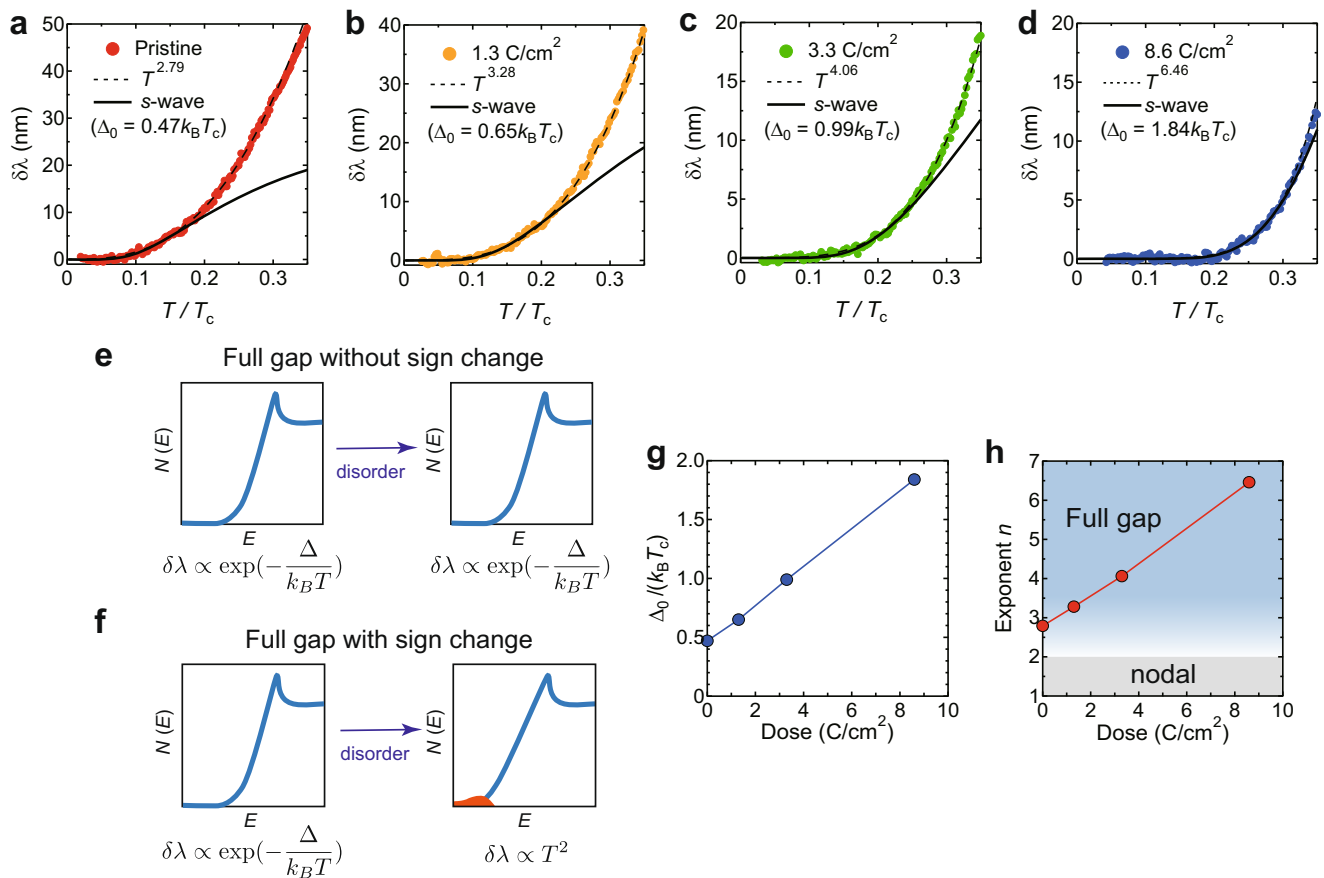 a
50
40
30
20
10
0
δλ (nm)
Pristine
T^2.79
s-wave
(Δ0 = 0.47kBTc)
0
0.1
0.2
0.3
T / Tc
b
40
30
20
10
0
δλ (nm)
1.3 C/cm²
T^3.28
s-wave
(Δ0 = 0.65kBTc)
0
0.1
0.2
0.3
T / Tc
c
20
15
10
5
0
δλ (nm)
3.3 C/cm²
T^4.06
s-wave
(Δ0 = 0.99kBTc)
0
0.1
0.2
0.3
T / Tc
d
20
15
10
5
0
δλ (nm)
8.6 C/cm²
T^6.46
s-wave
(Δ0 = 1.84kBTc)
0
0.1
0.2
0.3
T / Tc
e
Full gap without sign change
N (E)
E
disorder
N (E)
E
δλ ∝ exp(−Δ/kBT)
δλ ∝ exp(−Δ/kBT)
f
Full gap with sign change
N (E)
E
disorder
N (E)
E
δλ ∝ exp(−Δ/kBT)
δλ ∝ T²
g
2.0
1.5
1.0
0.5
0
Δ0/(kBTc)
0
2
4
6
8
10
Dose (C/cm²)
h
7
6
5
4
3
2
1
Exponent n
Full gap
nodal
0
2
4
6
8
10
Dose (C/cm²)